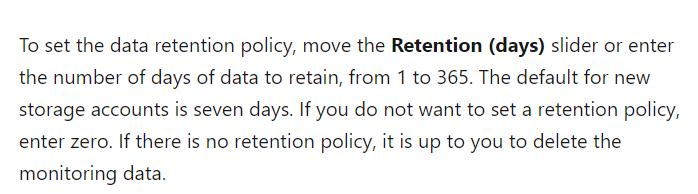 To set the data retention policy, move the Retention (days) slider or enter
the number of days of data to retain, from 1 to 365. The default for new
storage accounts is seven days. If you do not want to set a retention policy,
enter zero. If there is no retention policy, it is up to you to delete the
monitoring data.